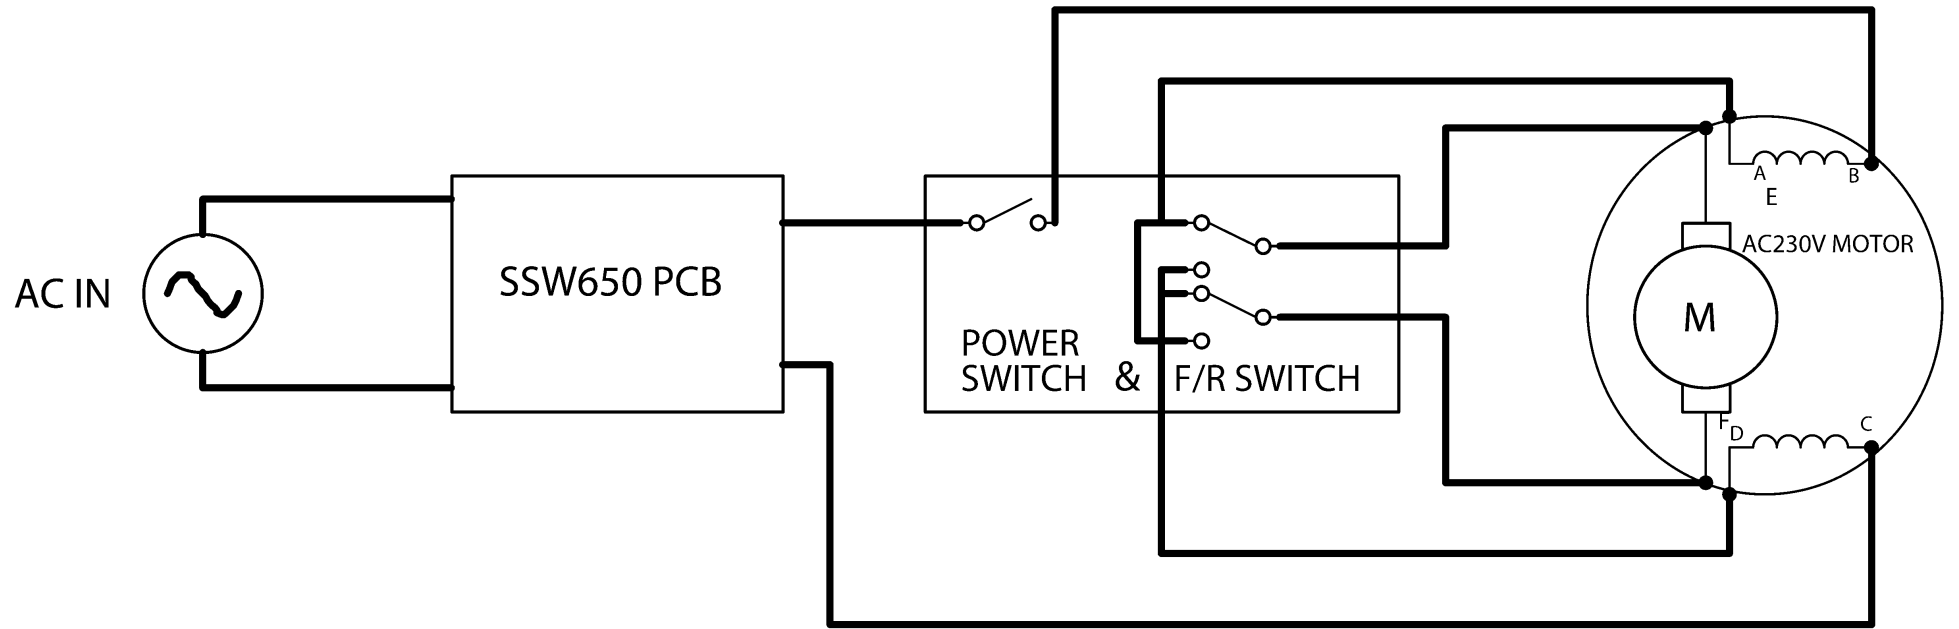 AC IN
SSW650 PCB
POWER
SWITCH & F/R SWITCH
A
B
E
AC230V MOTOR
M
F
D
C